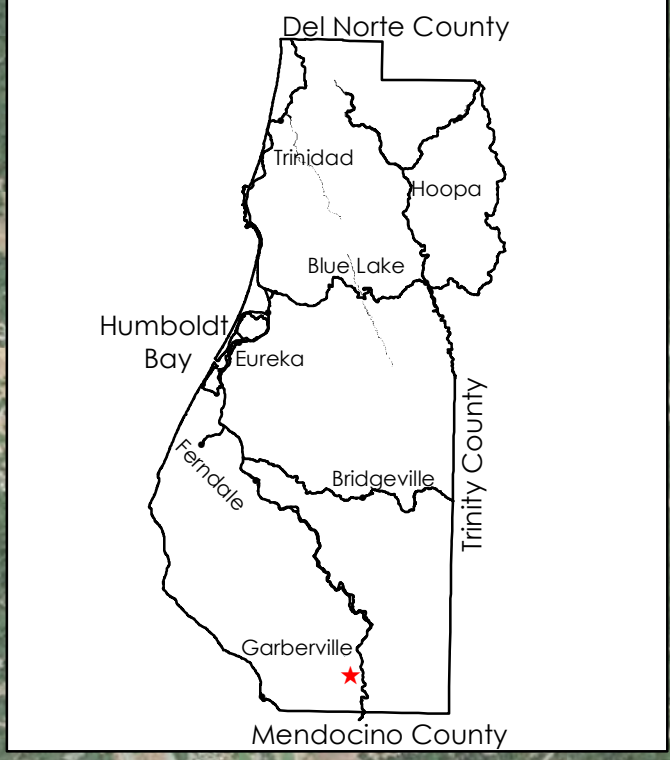 Del Norte County
Trinidad
Hoopa
Blue Lake
Humboldt
Bay
Eureka
Ferndale
Bridgeville
Trinity County
Garberville
Mendocino County